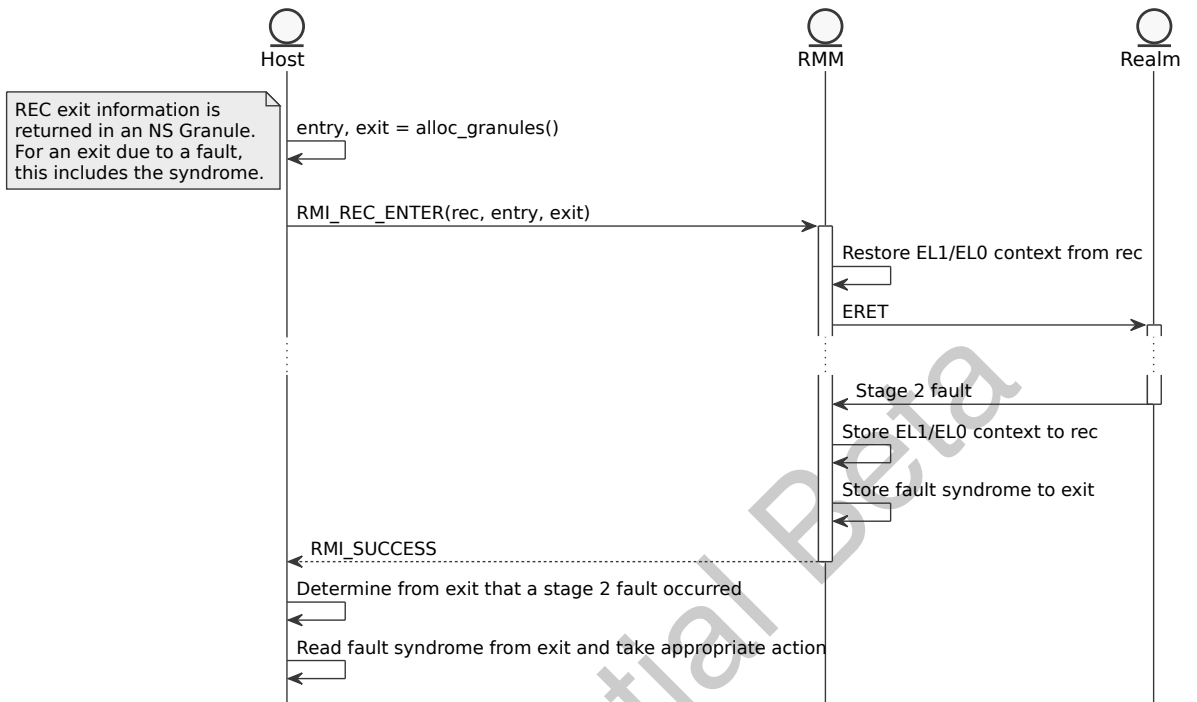 Host
RMM
Realm
REC exit information is
returned in an NS Granule.
For an exit due to a fault,
this includes the syndrome.
entry, exit = alloc_granules()
RMI_REC_ENTER(rec, entry, exit)
Restore EL1/EL0 context from rec
ERET
Stage 2 fault
Store EL1/EL0 context to rec
Store fault syndrome to exit
RMI_SUCCESS
Determine from exit that a stage 2 fault occurred
Read fault syndrome from exit and take appropriate action
tial Beta